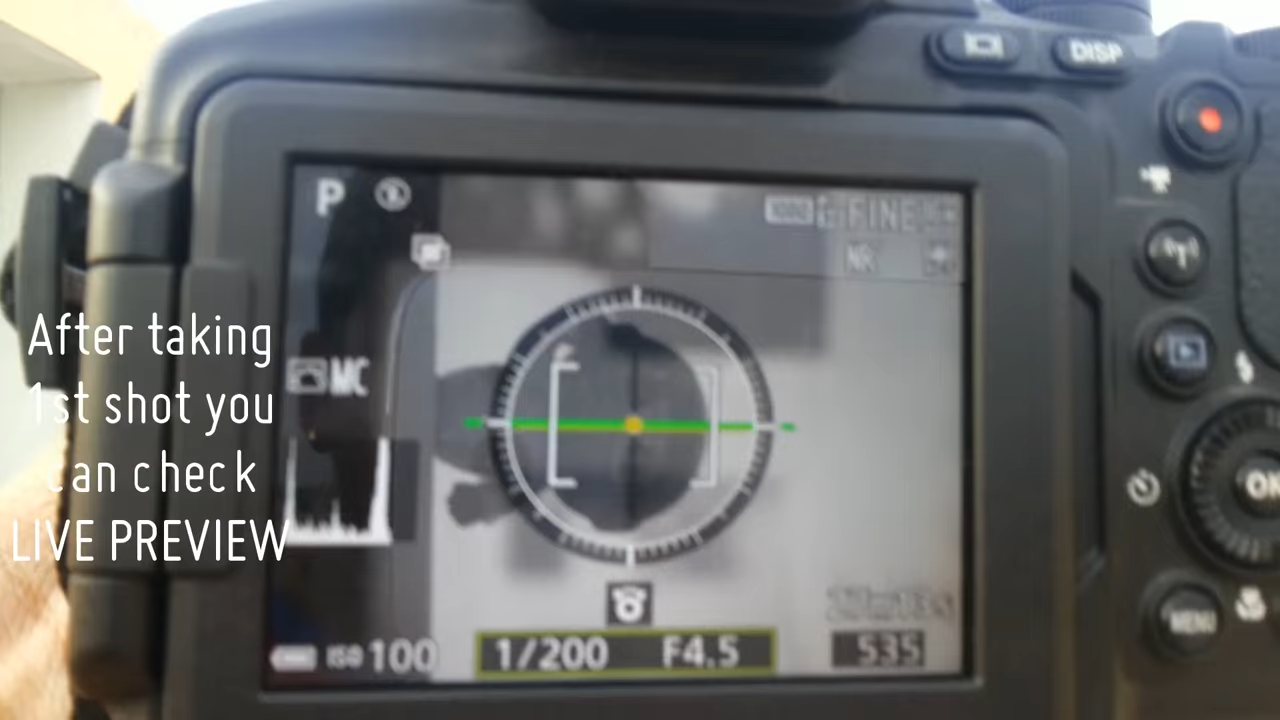 DISP
P
FINE
NR
MC
After taking
1st shot you
can check
LIVE PREVIEW
MENU
ISO 100
1/200 F4.5
535